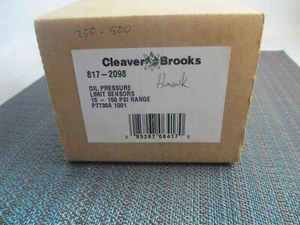 250-500
Cleaver Brooks
817-2098
Hawk
OIL PRESSURE
LIMIT SENSORS
15 - 150 PSI RANGE
P7730A 1001